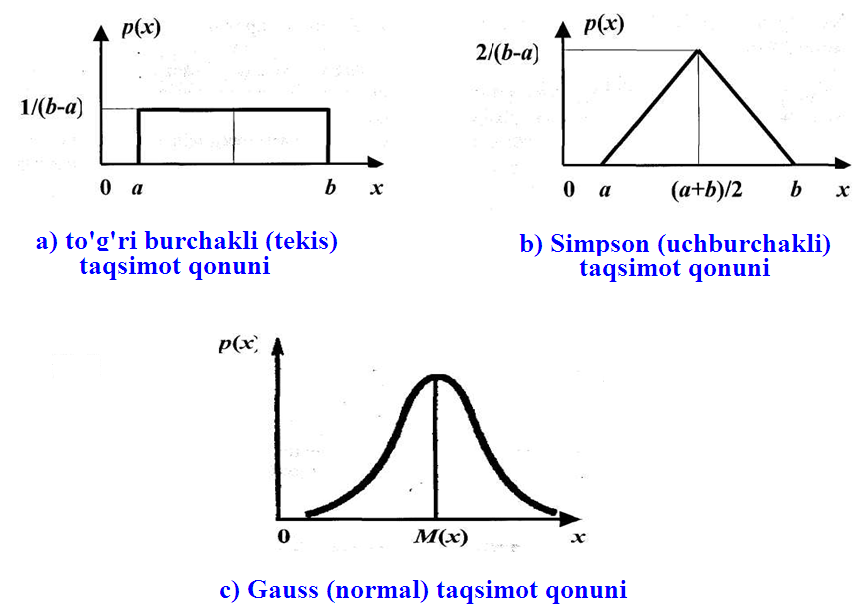 p(x)
1/(b-a)
0 a b x
a) to'g'ri burchakli (tekis)
taqsimot qonuni
p(x)
2/(b-a)
0 a (a+b)/2 b x
b) Simpson (uchburchakli)
taqsimot qonuni
p(x)
0 M(x) x
c) Gauss (normal) taqsimot qonuni